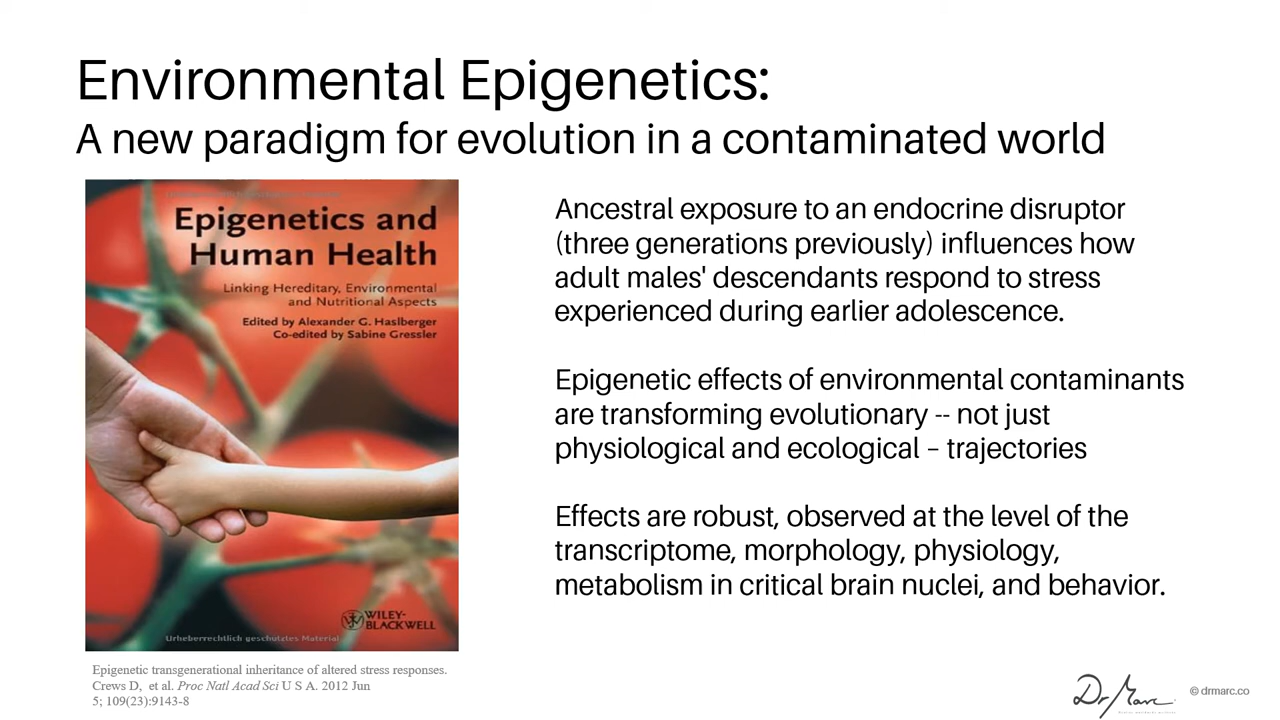 Environmental Epigenetics:
A new paradigm for evolution in a contaminated world
Epigenetics and
Human Health
Linking Hereditary, Environmental
and Nutritional Aspects
Edited by Alexander G. Haslberger
Co-edited by Sabine Gressler
WILEY-
BLACKWELL
Urheberrechtlich geschutztes Material
Ancestral exposure to an endocrine disruptor
(three generations previously) influences how
adult males' descendants respond to stress
experienced during earlier adolescence.
Epigenetic effects of environmental contaminants
are transforming evolutionary -- not just
physiological and ecological – trajectories
Effects are robust, observed at the level of the
transcriptome, morphology, physiology,
metabolism in critical brain nuclei, and behavior.
Epigenetic transgenerational inheritance of altered stress responses.
Crews D, et al. Proc Natl Acad Sci U S A. 2012 Jun
5; 109(23):9143-8
Dr Marc
© drmarc.co